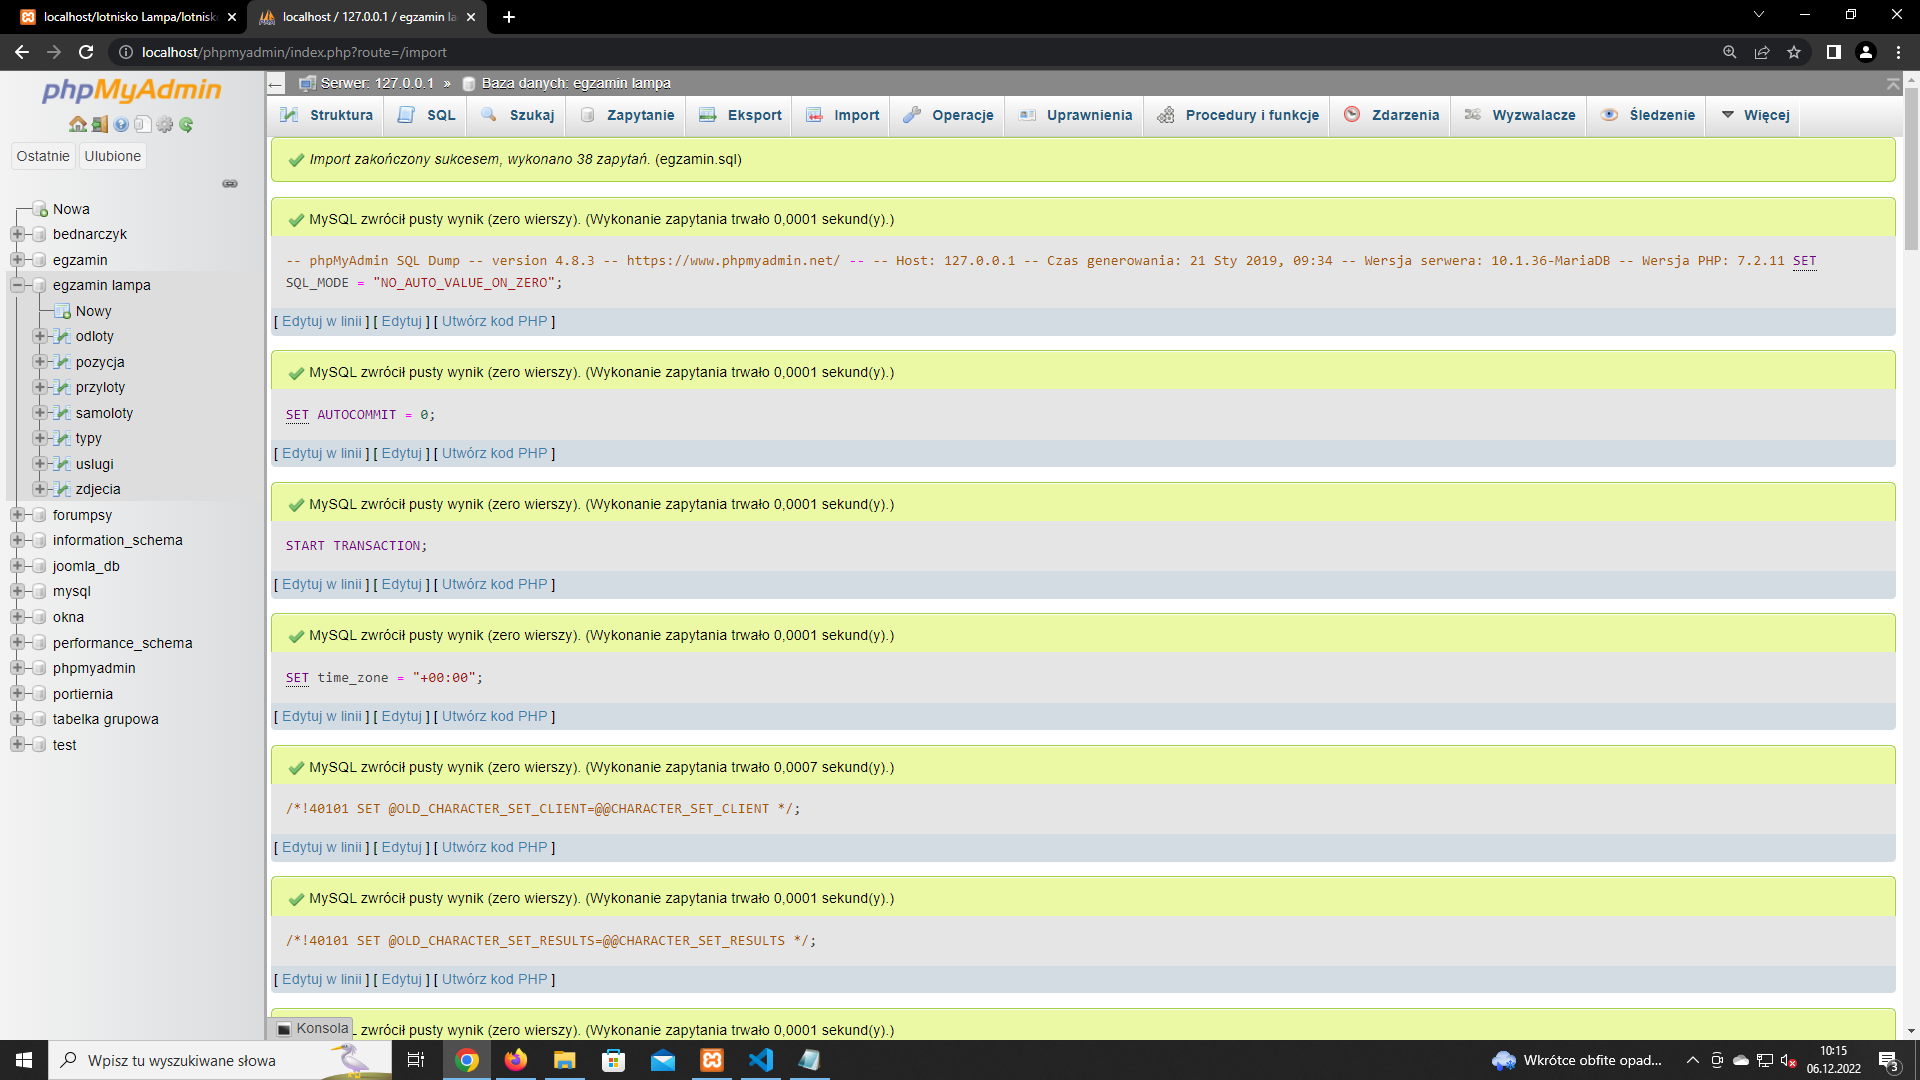 localhost/lotnisko Lampa/lotnisk
localhost / 127.0.0.1 / egzamin la
localhost/phpmyadmin/index.php?route=/import
phpMyAdmin
Ostatnie Ulubione
Nowa
bednarczyk
egzamin
egzamin lampa
Nowy
odloty
pozycja
przyloty
samoloty
typy
uslugi
zdjecia
forumpsy
information_schema
joomla_db
mysql
okna
performance_schema
phpmyadmin
portiernia
tabelka grupowa
test
Serwer: 127.0.0.1 » Baza danych: egzamin lampa
Struktura SQL Szukaj Zapytanie Eksport Import Operacje Uprawnienia Procedury i funkcje Zdarzenia Wyzwalacze Śledzenie Więcej
Import zakończony sukcesem, wykonano 38 zapytań. (egzamin.sql)
MySQL zwrócił pusty wynik (zero wierszy). (Wykonanie zapytania trwało 0,0001 sekund(y).)
-- phpMyAdmin SQL Dump -- version 4.8.3 -- https://www.phpmyadmin.net/ -- -- Host: 127.0.0.1 -- Czas generowania: 21 Sty 2019, 09:34 -- Wersja serwera: 10.1.36-MariaDB -- Wersja PHP: 7.2.11 SET
SQL_MODE = "NO_AUTO_VALUE_ON_ZERO";
[ Edytuj w linii ] [ Edytuj ] [ Utwórz kod PHP ]
MySQL zwrócił pusty wynik (zero wierszy). (Wykonanie zapytania trwało 0,0001 sekund(y).)
SET AUTOCOMMIT = 0;
[ Edytuj w linii ] [ Edytuj ] [ Utwórz kod PHP ]
MySQL zwrócił pusty wynik (zero wierszy). (Wykonanie zapytania trwało 0,0001 sekund(y).)
START TRANSACTION;
[ Edytuj w linii ] [ Edytuj ] [ Utwórz kod PHP ]
MySQL zwrócił pusty wynik (zero wierszy). (Wykonanie zapytania trwało 0,0001 sekund(y).)
SET time_zone = "+00:00";
[ Edytuj w linii ] [ Edytuj ] [ Utwórz kod PHP ]
MySQL zwrócił pusty wynik (zero wierszy). (Wykonanie zapytania trwało 0,0007 sekund(y).)
/*!40101 SET @OLD_CHARACTER_SET_CLIENT=@@CHARACTER_SET_CLIENT */;
[ Edytuj w linii ] [ Edytuj ] [ Utwórz kod PHP ]
MySQL zwrócił pusty wynik (zero wierszy). (Wykonanie zapytania trwało 0,0001 sekund(y).)
/*!40101 SET @OLD_CHARACTER_SET_RESULTS=@@CHARACTER_SET_RESULTS */;
[ Edytuj w linii ] [ Edytuj ] [ Utwórz kod PHP ]
Konsola L zwrócił pusty wynik (zero wierszy). (Wykonanie zapytania trwało 0,0001 sekund(y).)
Wpisz tu wyszukiwane słowa
Wkrótce obfite opad...
10:15
06.12.2022
3